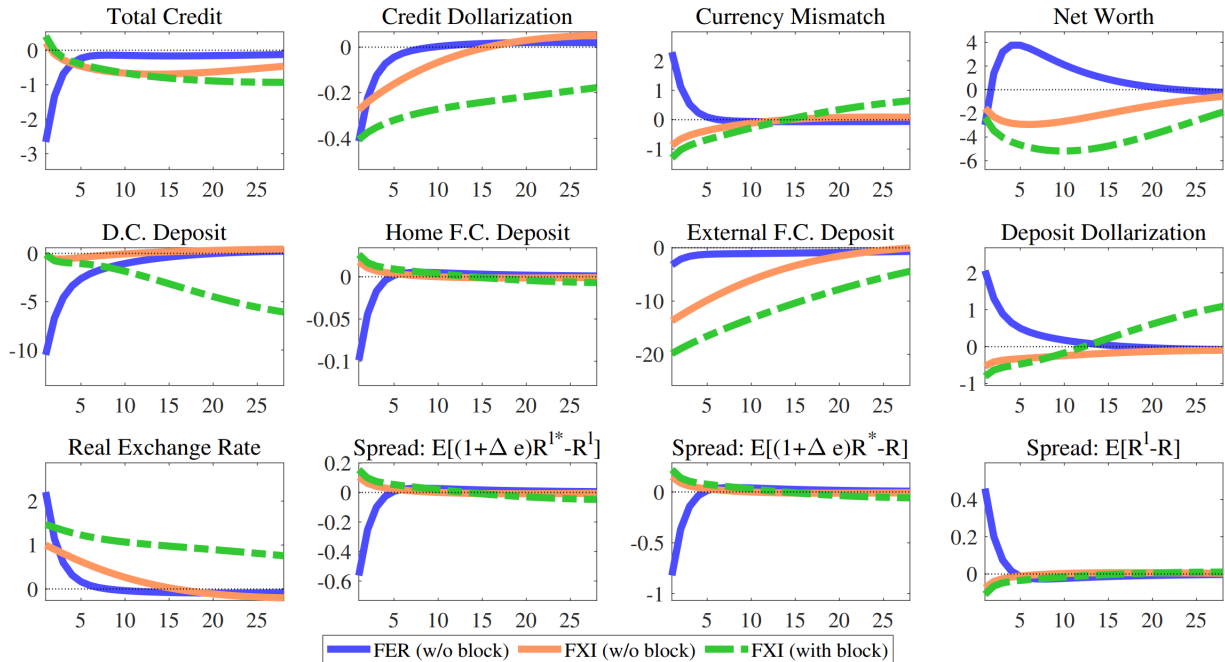 Total Credit
0
-1
-2
-3
5 10 15 20 25
Credit Dollarization
0
-0.2
-0.4
5 10 15 20 25
Currency Mismatch
2
1
0
-1
5 10 15 20 25
Net Worth
4
2
0
-2
-4
-6
5 10 15 20 25
D.C. Deposit
0
-5
-10
5 10 15 20 25
Home F.C. Deposit
0
-0.05
-0.1
5 10 15 20 25
External F.C. Deposit
0
-10
-20
5 10 15 20 25
Deposit Dollarization
2
1
0
-1
5 10 15 20 25
Real Exchange Rate
2
1
0
5 10 15 20 25
Spread: E[(1+Δ e)R^{l*}-R^l]
0.2
0
-0.2
-0.4
-0.6
5 10 15 20 25
Spread: E[(1+Δ e)R^*-R]
0
-0.5
-1
5 10 15 20 25
Spread: E[R^l-R]
0.4
0.2
0
5 10 15 20 25
FER (w/o block) FXI (w/o block) FXI (with block)